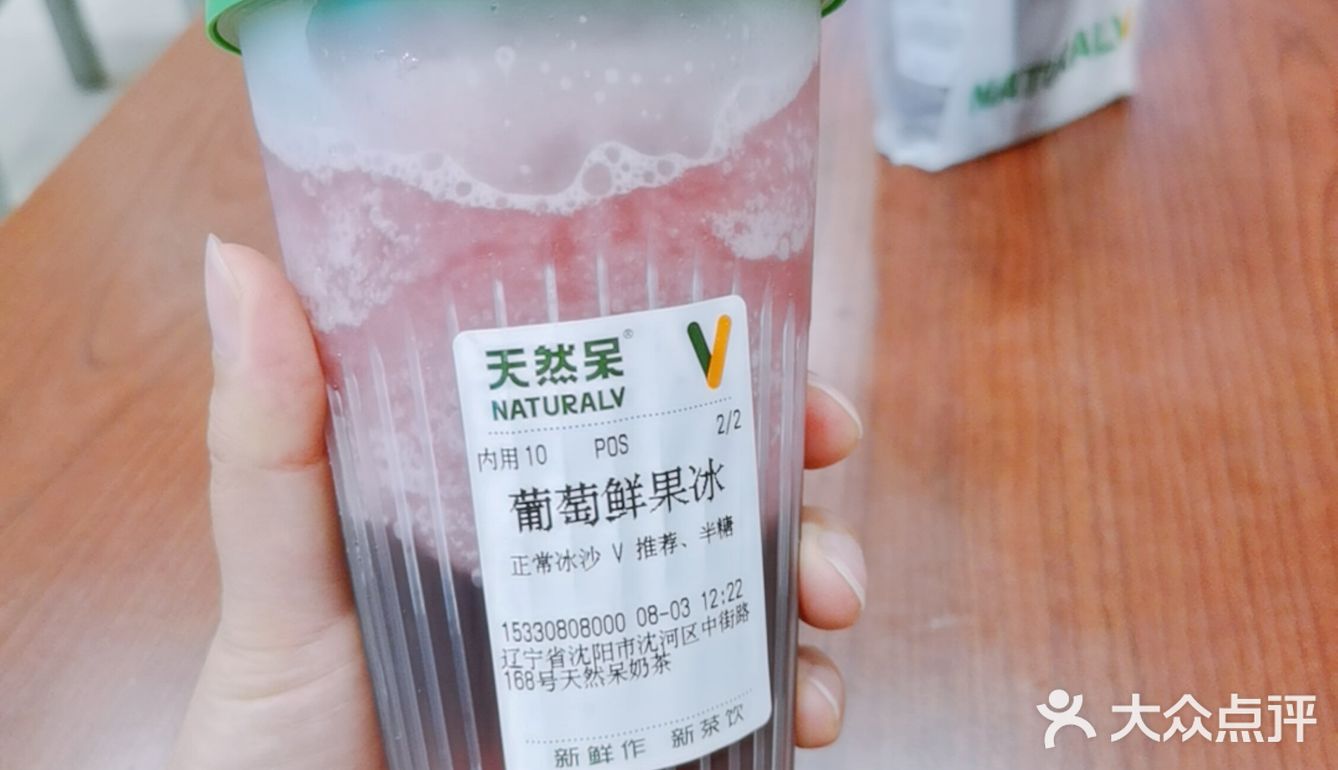 NATURALV
天然呆®
NATURALV
内用10 POS 2/2
葡萄鲜果冰
正常冰沙 V 推荐、半糖
15330808000 08-03 12:22
辽宁省沈阳市沈河区中街路
168号天然呆奶茶
新鲜作 新茶饮
大众点评